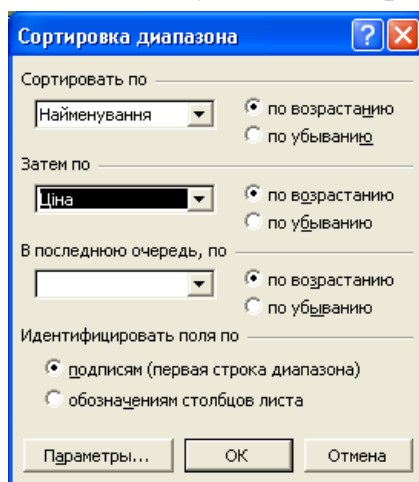 Сортировка диапазона
Сортировать по
Найменування
по возрастанию
по убыванию
Затем по
Ціна
по возрастанию
по убыванию
В последнюю очередь, по
по возрастанию
по убыванию
Идентифицировать поля по
подписям (первая строка диапазона)
обозначениям столбцов листа
Параметры... ОК Отмена